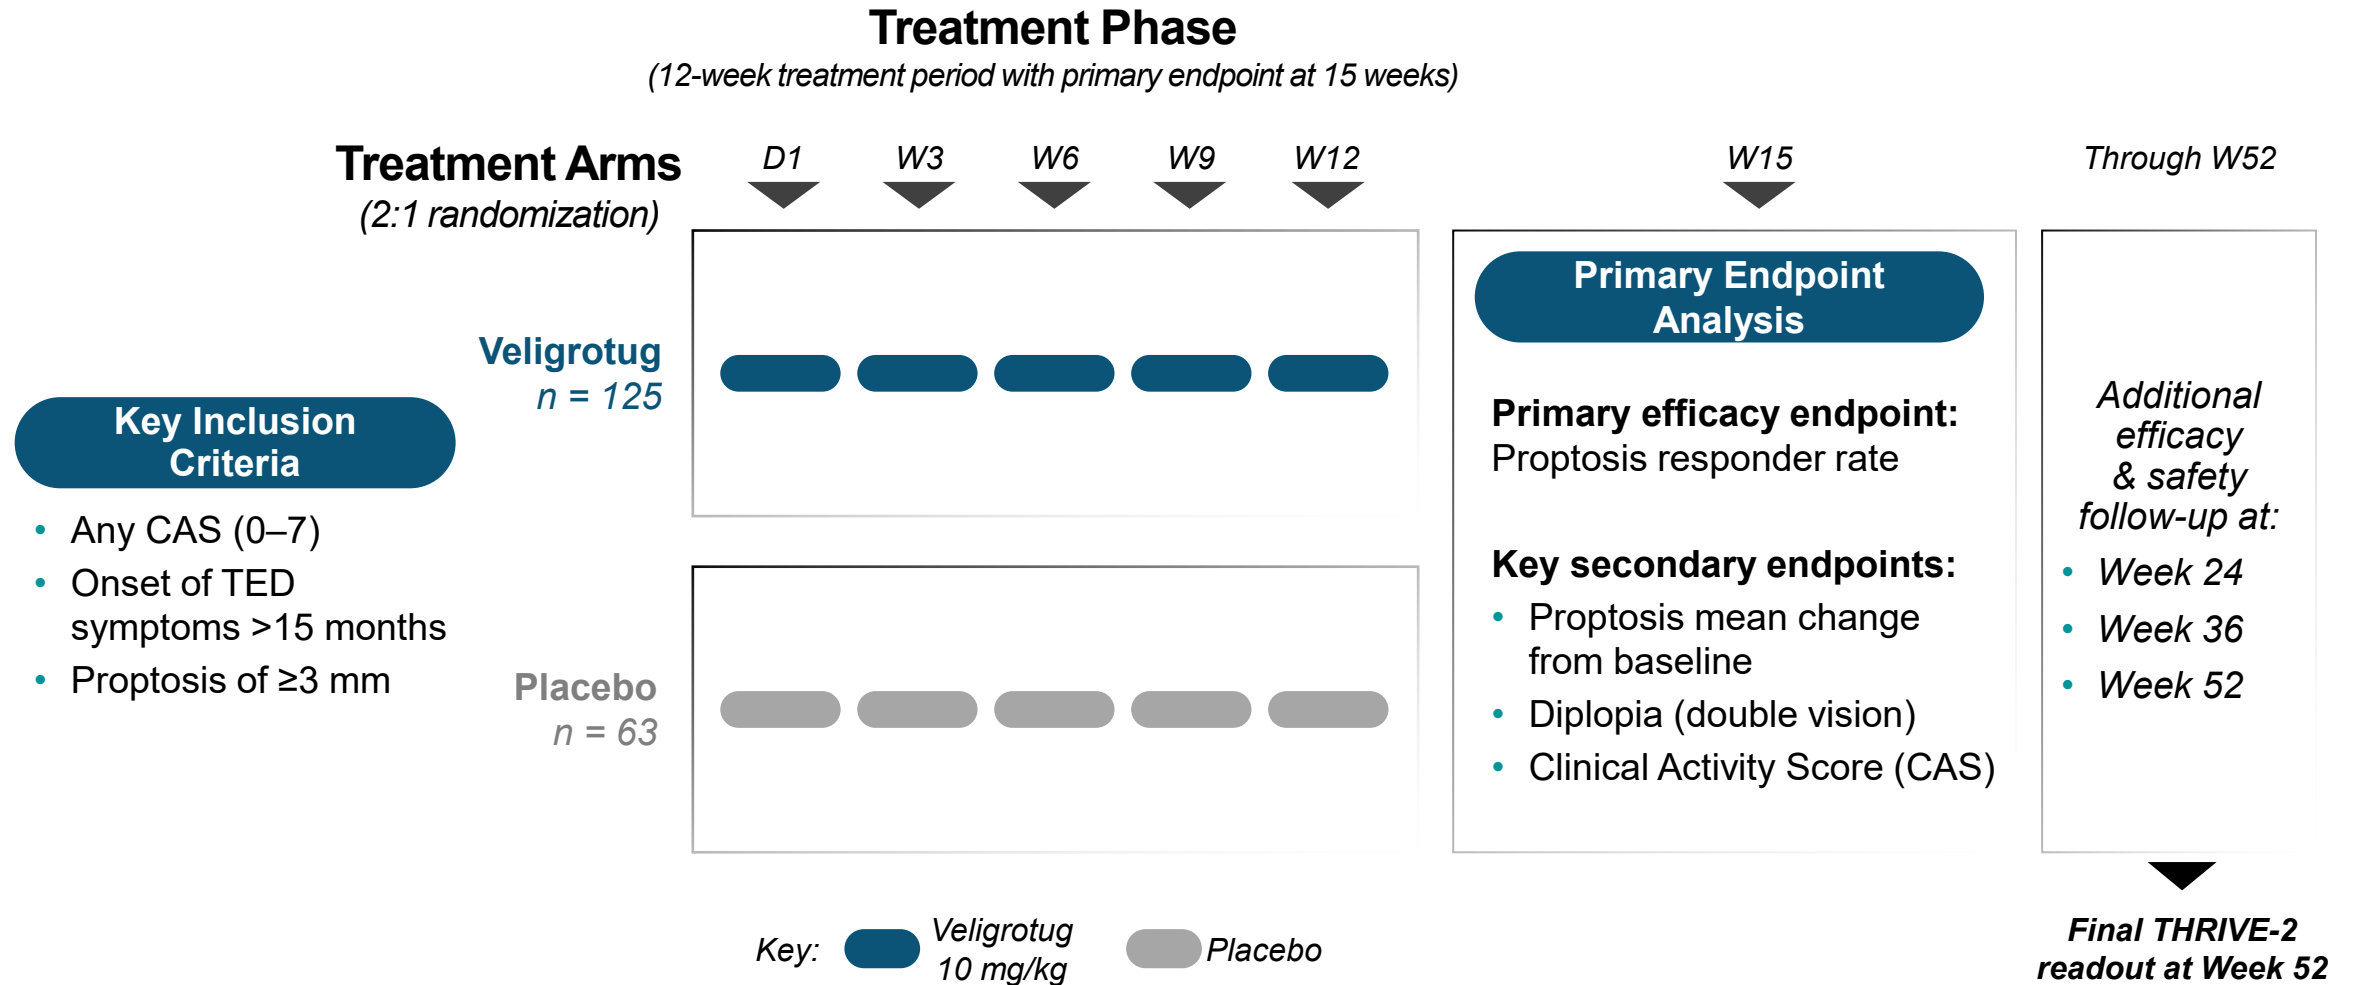 Treatment Phase
(12-week treatment period with primary endpoint at 15 weeks)
Treatment Arms
(2:1 randomization)
D1
W3
W6
W9
W12
W15
Through W52
Key Inclusion
Criteria
• Any CAS (0–7)
• Onset of TED
symptoms >15 months
• Proptosis of ≥3 mm
Veligrotug
n = 125
Placebo
n = 63
Primary Endpoint
Analysis
Primary efficacy endpoint:
Proptosis responder rate
Key secondary endpoints:
• Proptosis mean change
from baseline
• Diplopia (double vision)
• Clinical Activity Score (CAS)
Additional
efficacy
& safety
follow-up at:
• Week 24
• Week 36
• Week 52
Key:
Veligrotug
10 mg/kg
Placebo
Final THRIVE-2
readout at Week 52